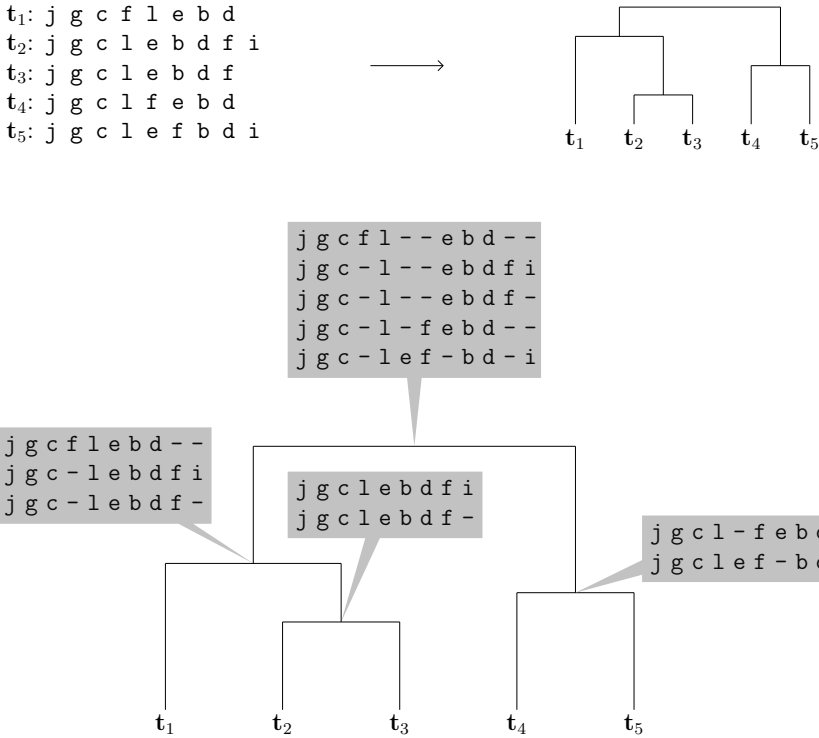 t₁: j g c f l e b d
t₂: j g c l e b d f i
t₃: j g c l e b d f
t₄: j g c l f e b d
t₅: j g c l e f b d i
t₁ t₂ t₃ t₄ t₅
j g c f l - - e b d - -
j g c - l - - e b d f i
j g c - l - - e b d f -
j g c - l - f e b d - -
j g c - l e f - b d - i
j g c f l e b d - -
j g c - l e b d f i
j g c - l e b d f -
j g c l e b d f i
j g c l e b d f -
j g c l - f e b
j g c l e f - b
t₁ t₂ t₃ t₄ t₅